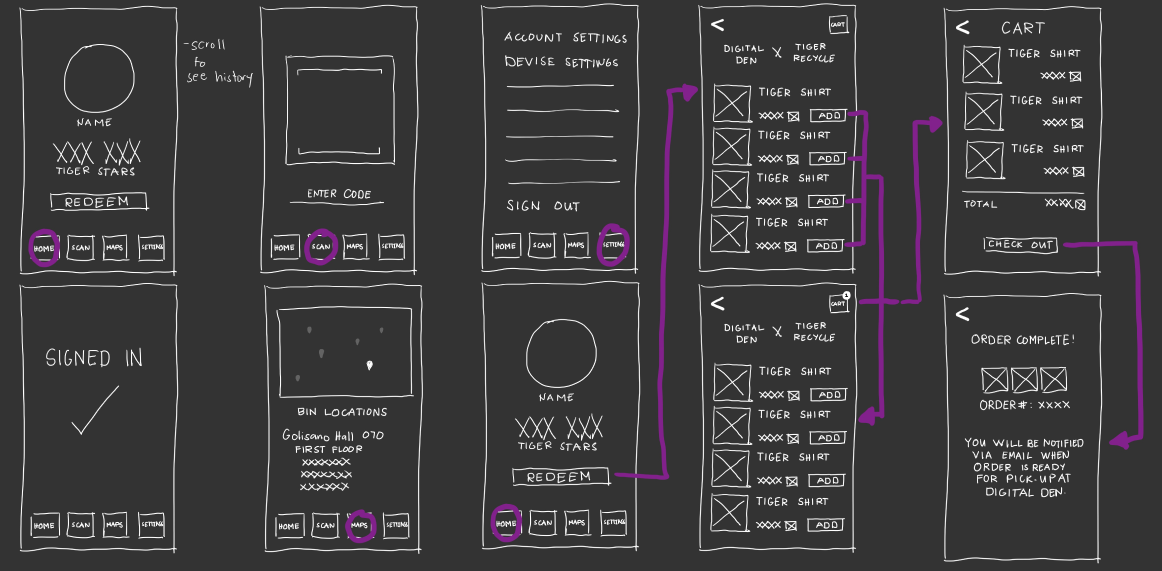 NAME
XXX XXX
TIGER STARS
REDEEM
HOME SCAN MAPS SETTING
-scroll
to
see history
ENTER CODE
HOME SCAN MAPS SETTING
ACCOUNT SETTINGS
DEVISE SETTINGS
SIGN OUT
HOME SCAN MAPS SETTING
<
CART
DIGITAL DEN X TIGER RECYCLE
TIGER SHIRT
XXXX ADD
TIGER SHIRT
XXXX ADD
TIGER SHIRT
XXXX ADD
TIGER SHIRT
XXXX ADD
< CART
TIGER SHIRT
XXXX
TIGER SHIRT
XXXX
TIGER SHIRT
XXXX
TOTAL XXXX
CHECK OUT
SIGNED IN
HOME SCAN MAPS SETTING
BIN LOCATIONS
Golisano Hall 070
FIRST FLOOR
XXXXXXX
XXXXXXX
XXXXXXX
HOME SCAN MAPS SETTING
NAME
XXX XXX
TIGER STARS
REDEEM
HOME SCAN MAPS SETTING
<
CART 1
DIGITAL DEN X TIGER RECYCLE
TIGER SHIRT
XXXX ADD
TIGER SHIRT
XXXX ADD
TIGER SHIRT
XXXX ADD
TIGER SHIRT
XXXX ADD
<
ORDER COMPLETE!
ORDER#: XXXX
YOU WILL BE NOTIFIED
VIA EMAIL WHEN
ORDER IS READY
FOR PICK-UP AT
DIGITAL DEN.